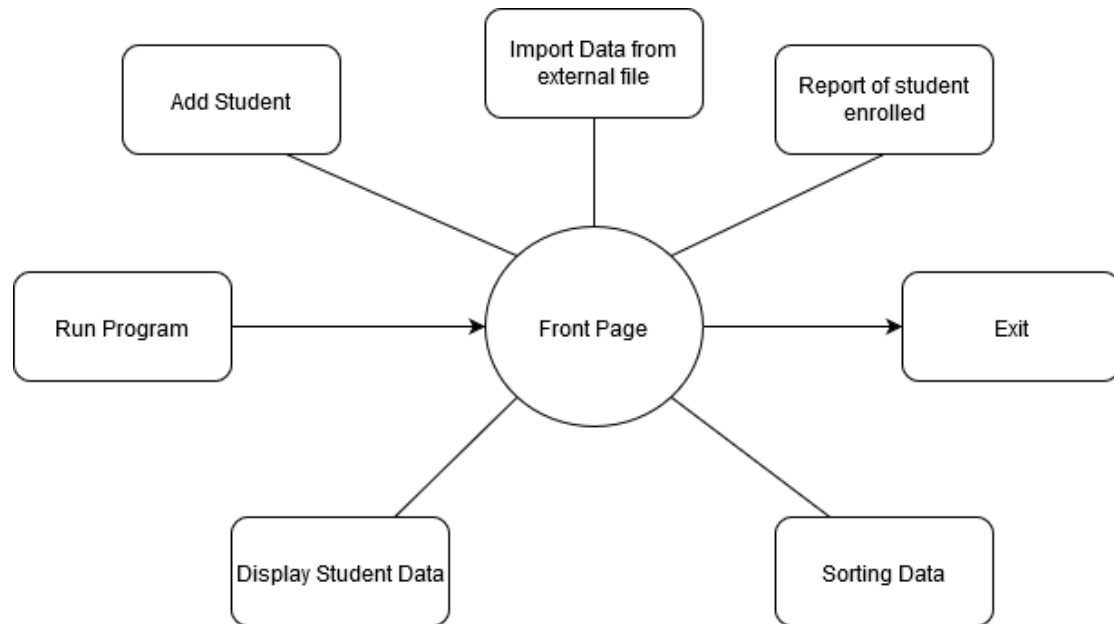 Import Data from
external file
Add Student
Report of student
enrolled
Run Program
Front Page
Exit
Display Student Data
Sorting Data